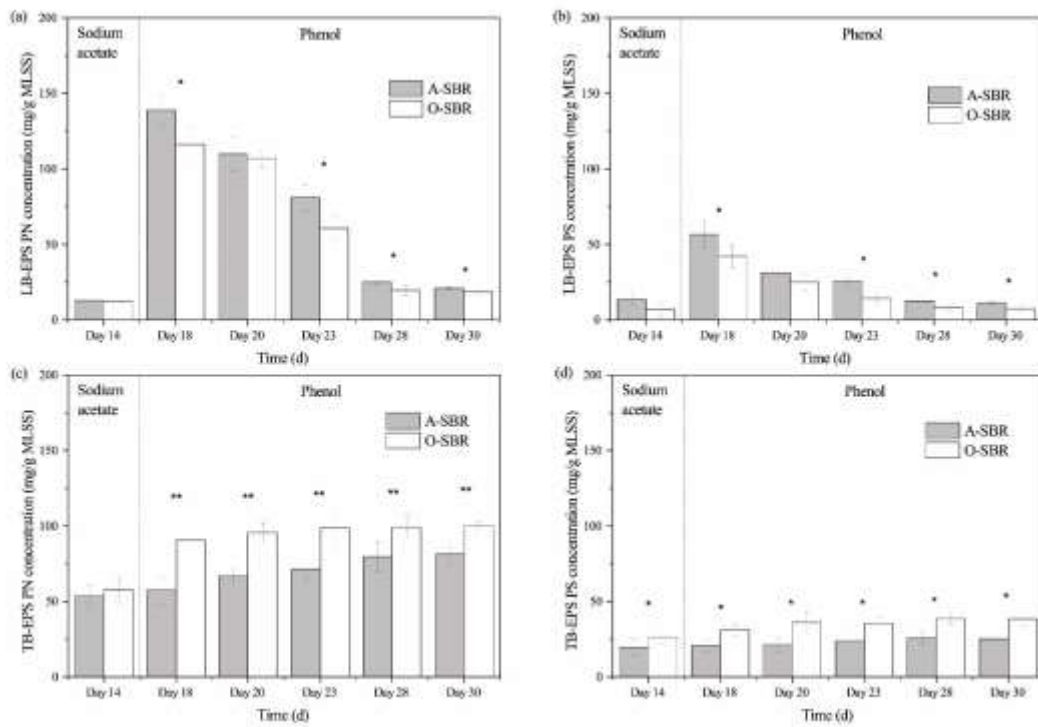 (a)
200
150
100
50
0
LB-EPS PN concentration (mg/g MLSS)
Sodium
acetate
Phenol
A-SBR
O-SBR
*
*
*
*
Day 14 Day 18 Day 20 Day 23 Day 28 Day 30
Time (d)
(b)
200
150
100
50
0
LB-EPS PS concentration (mg/g MLSS)
Sodium
acetate
Phenol
A-SBR
O-SBR
*
*
*
*
Day 14 Day 18 Day 20 Day 23 Day 28 Day 30
Time (d)
(c)
200
150
100
50
0
TB-EPS PN concentration (mg/g MLSS)
Sodium
acetate
Phenol
A-SBR
O-SBR
** ** ** ** **
Day 14 Day 18 Day 20 Day 23 Day 28 Day 30
Time (d)
(d)
200
150
100
50
0
TB-EPS PS concentration (mg/g MLSS)
Sodium
acetate
Phenol
A-SBR
O-SBR
* * * * * *
Day 14 Day 18 Day 20 Day 23 Day 28 Day 30
Time (d)